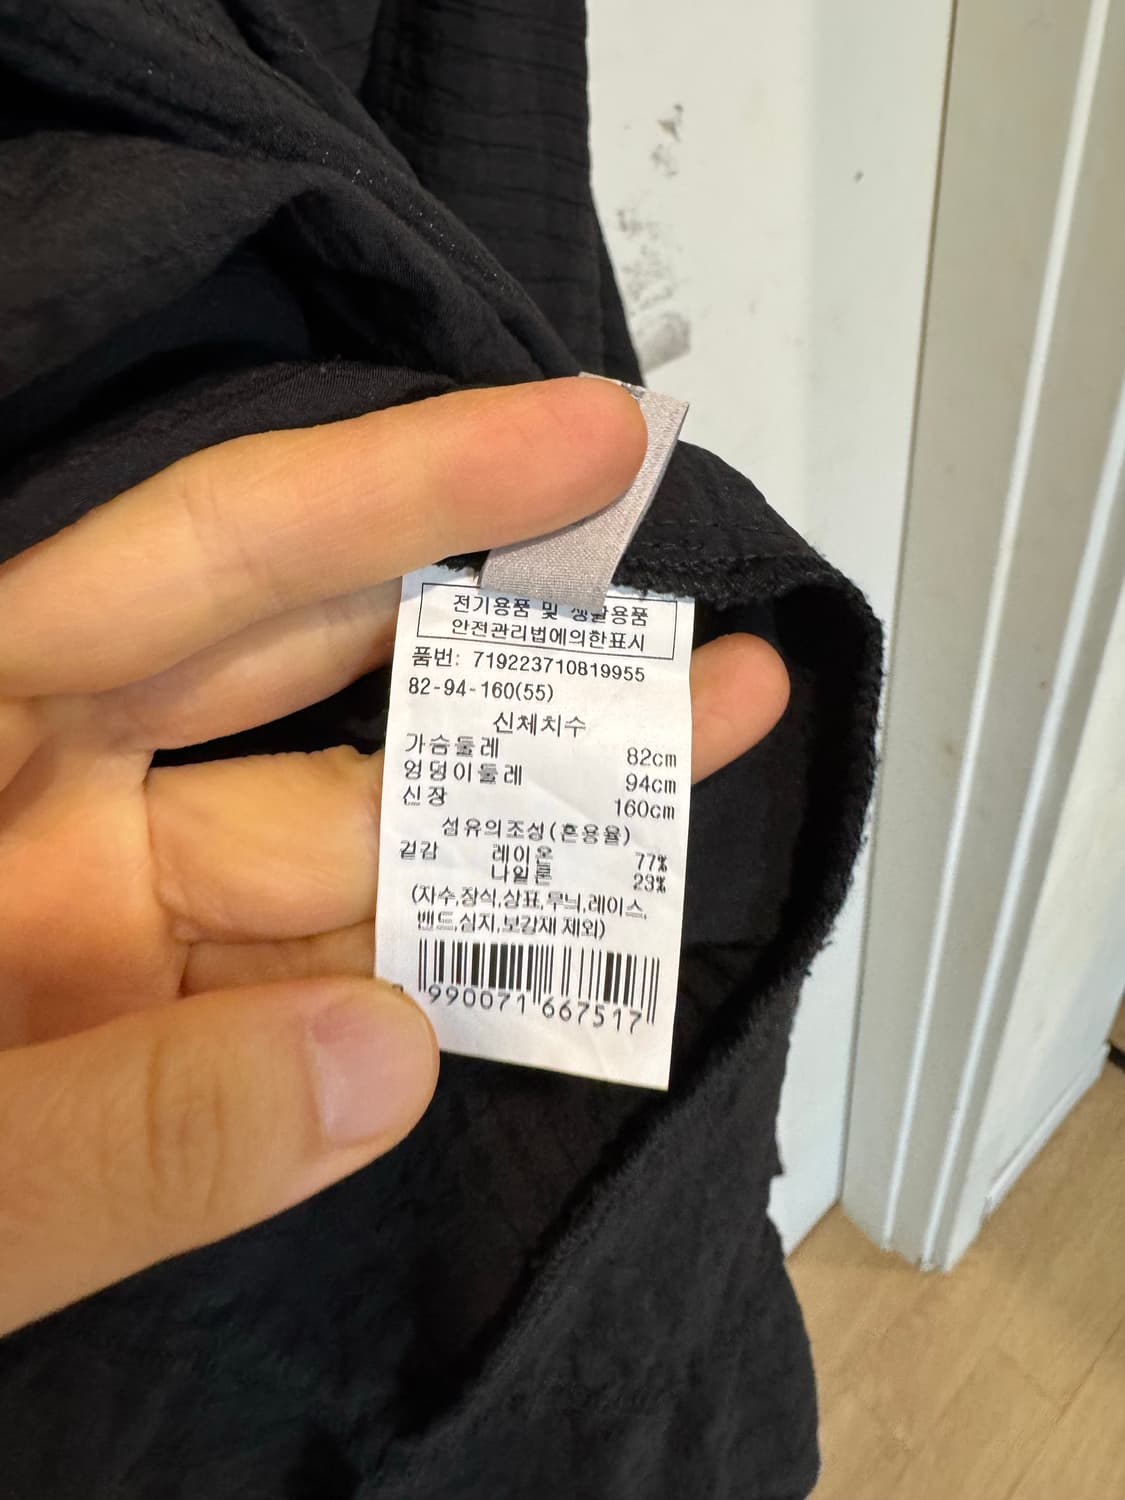 전기용품 및 생활용품
안전관리법에의한표시
품번: 719223710819955
82-94-160(55)
신체치수
가슴둘레 82cm
엉덩이둘레 94cm
신장 160cm
섬유의조성(혼용율)
겉감 레이온 77%
나일론 23%
(자수,장식,상표,무늬,레이스,
밴드,심지,보강재 제외)
990071 667517